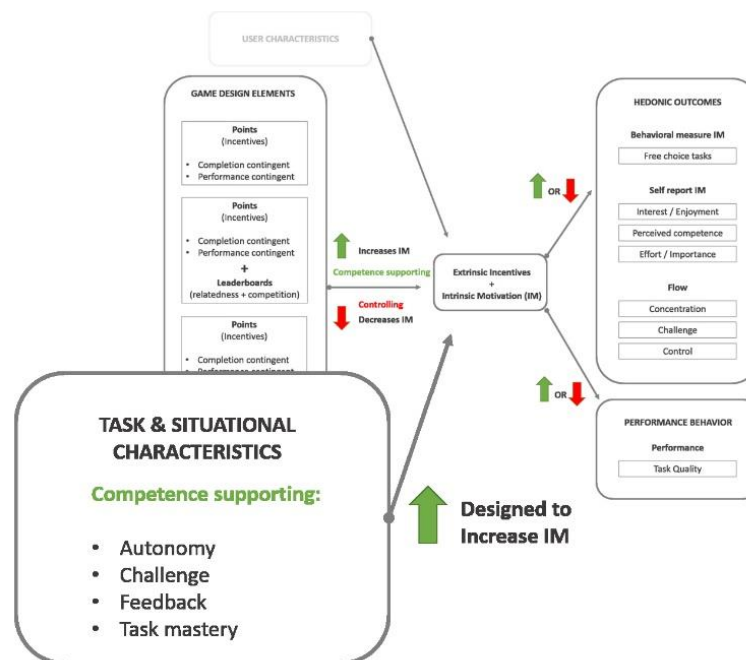 USER CHARACTERISTICS
GAME DESIGN ELEMENTS
Points
(Incentives)
• Completion contingent
• Performance contingent
Points
(Incentives)
• Completion contingent
• Performance contingent
+
Leaderboards
(relatedness + competition)
Points
(Incentives)
• Completion contingent
TASK & SITUATIONAL
CHARACTERISTICS
Competence supporting:
• Autonomy
• Challenge
• Feedback
• Task mastery
Increases IM
Competence supporting
Controlling
Decreases IM
Designed to
Increase IM
Extrinsic Incentives
+
Intrinsic Motivation (IM)
OR
OR
HEDONIC OUTCOMES
Behavioral measure IM
Free choice tasks
Self report IM
Interest / Enjoyment
Perceived competence
Effort / Importance
Flow
Concentration
Challenge
Control
PERFORMANCE BEHAVIOR
Performance
Task Quality